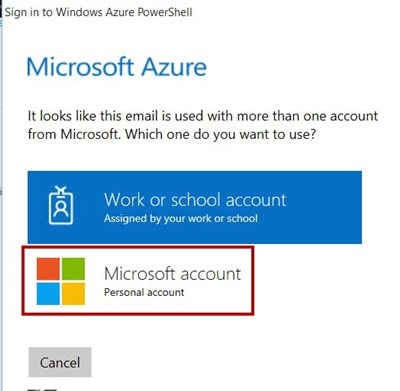 Sign in to Windows Azure PowerShell
Microsoft Azure
It looks like this email is used with more than one account
from Microsoft. Which one do you want to use?
Work or school account
Assigned by your work or school
Microsoft account
Personal account
Cancel